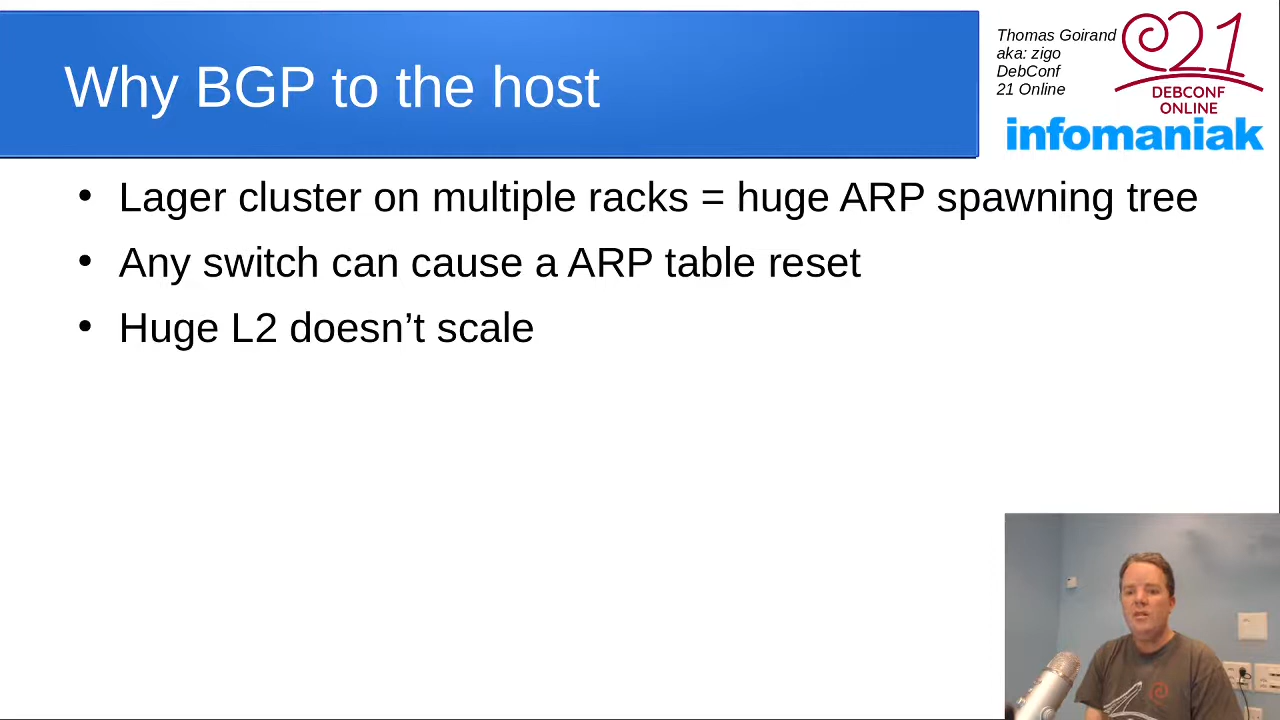 Why BGP to the host
Thomas Goirand
aka: zigo
DebConf
21 Online
21
DEBCONF
ONLINE
infomaniak
• Lager cluster on multiple racks = huge ARP spawning tree
• Any switch can cause a ARP table reset
• Huge L2 doesn’t scale